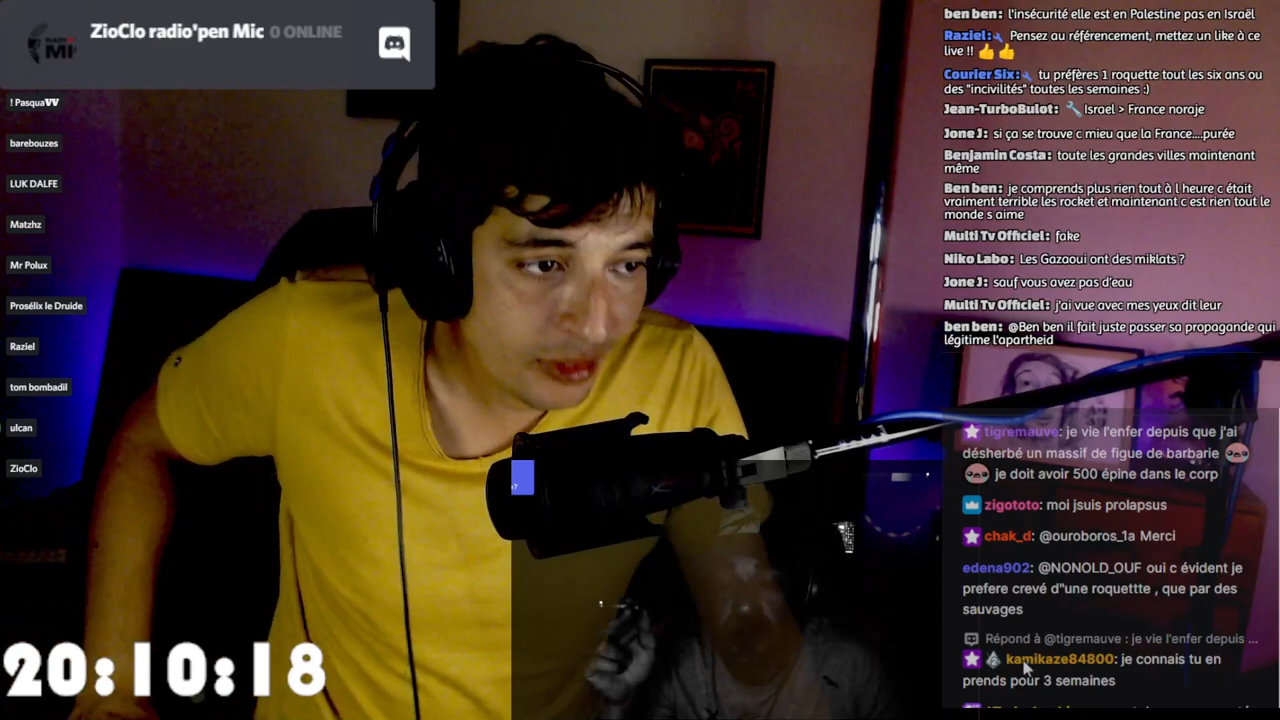 ZioClo radio'pen Mic 0 ONLINE
! PasquaVV
barebouzes
LUK DALFE
Matzhz
Mr Polux
Prosélix le Druide
Raziel
tom bombadil
ulcan
ZioClo
20:10:18
ben ben: l'insécurité elle est en Palestine pas en Israël
Raziel: Pensez au référencement, mettez un like à ce
live !! 👍👍
Courier Six: tu préfères 1 roquette tout les six ans ou
des "incivilités" toutes les semaines :)
Jean-TurboBulot: 🔧 Israël > France noraje
Jone J: si ça se trouve c mieu que la France....purée
Benjamin Costa: toute les grandes villes maintenant
même
Ben ben: je comprends plus rien tout à l heure c était
vraiment terrible les rocket et maintenant c est rien tout le
monde s aime
Multi Tv Officiel: fake
Niko Labo: Les Gazaoui ont des miklats ?
Jone J: sauf vous avez pas d'eau
Multi Tv Officiel: j'ai vue avec mes yeux dit leur
ben ben: @Ben ben il fait juste passer sa propagande qui
légitime l'apartheid
tigremauve: je vie l'enfer depuis que j'ai
désherbé un massif de figue de barbarie
je doit avoir 500 épine dans le corp
zigototo: moi jsuis prolapsus
chak_d: @ouroboros_1a Merci
edena902: @NONOLD_OUF oui c évident je
prefere crevé d"une roquettte , que par des
sauvages
Répond à @tigremauve : je vie l'enfer depuis ...
kamikaze84800: je connais tu en
prends pour 3 semaines